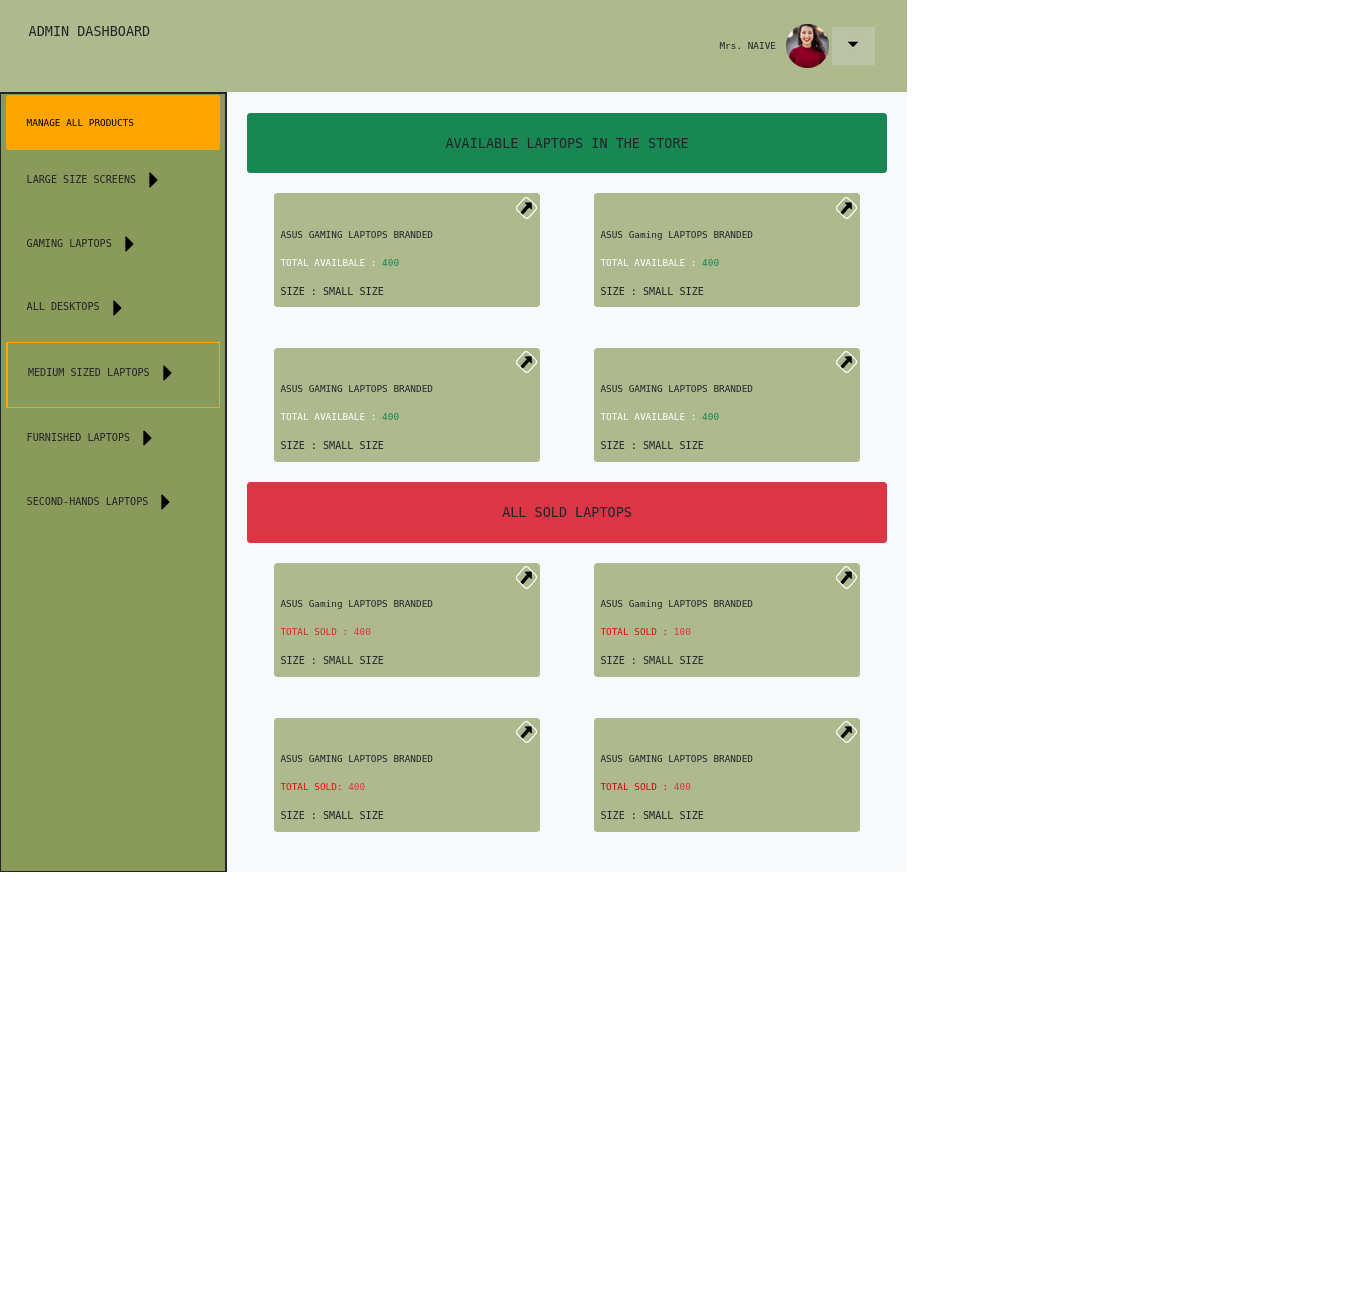 ADMIN DASHBOARD
Mrs. NAIVE
MANAGE ALL PRODUCTS
LARGE SIZE SCREENS
GAMING LAPTOPS
ALL DESKTOPS
MEDIUM SIZED LAPTOPS
FURNISHED LAPTOPS
SECOND-HANDS LAPTOPS
AVAILABLE LAPTOPS IN THE STORE
ASUS GAMING LAPTOPS BRANDED
TOTAL AVAILBALE : 400
SIZE : SMALL SIZE
ASUS Gaming LAPTOPS BRANDED
TOTAL AVAILBALE : 400
SIZE : SMALL SIZE
ASUS GAMING LAPTOPS BRANDED
TOTAL AVAILBALE : 400
SIZE : SMALL SIZE
ASUS GAMING LAPTOPS BRANDED
TOTAL AVAILBALE : 400
SIZE : SMALL SIZE
ALL SOLD LAPTOPS
ASUS Gaming LAPTOPS BRANDED
TOTAL SOLD : 400
SIZE : SMALL SIZE
ASUS Gaming LAPTOPS BRANDED
TOTAL SOLD : 100
SIZE : SMALL SIZE
ASUS GAMING LAPTOPS BRANDED
TOTAL SOLD: 400
SIZE : SMALL SIZE
ASUS GAMING LAPTOPS BRANDED
TOTAL SOLD : 400
SIZE : SMALL SIZE